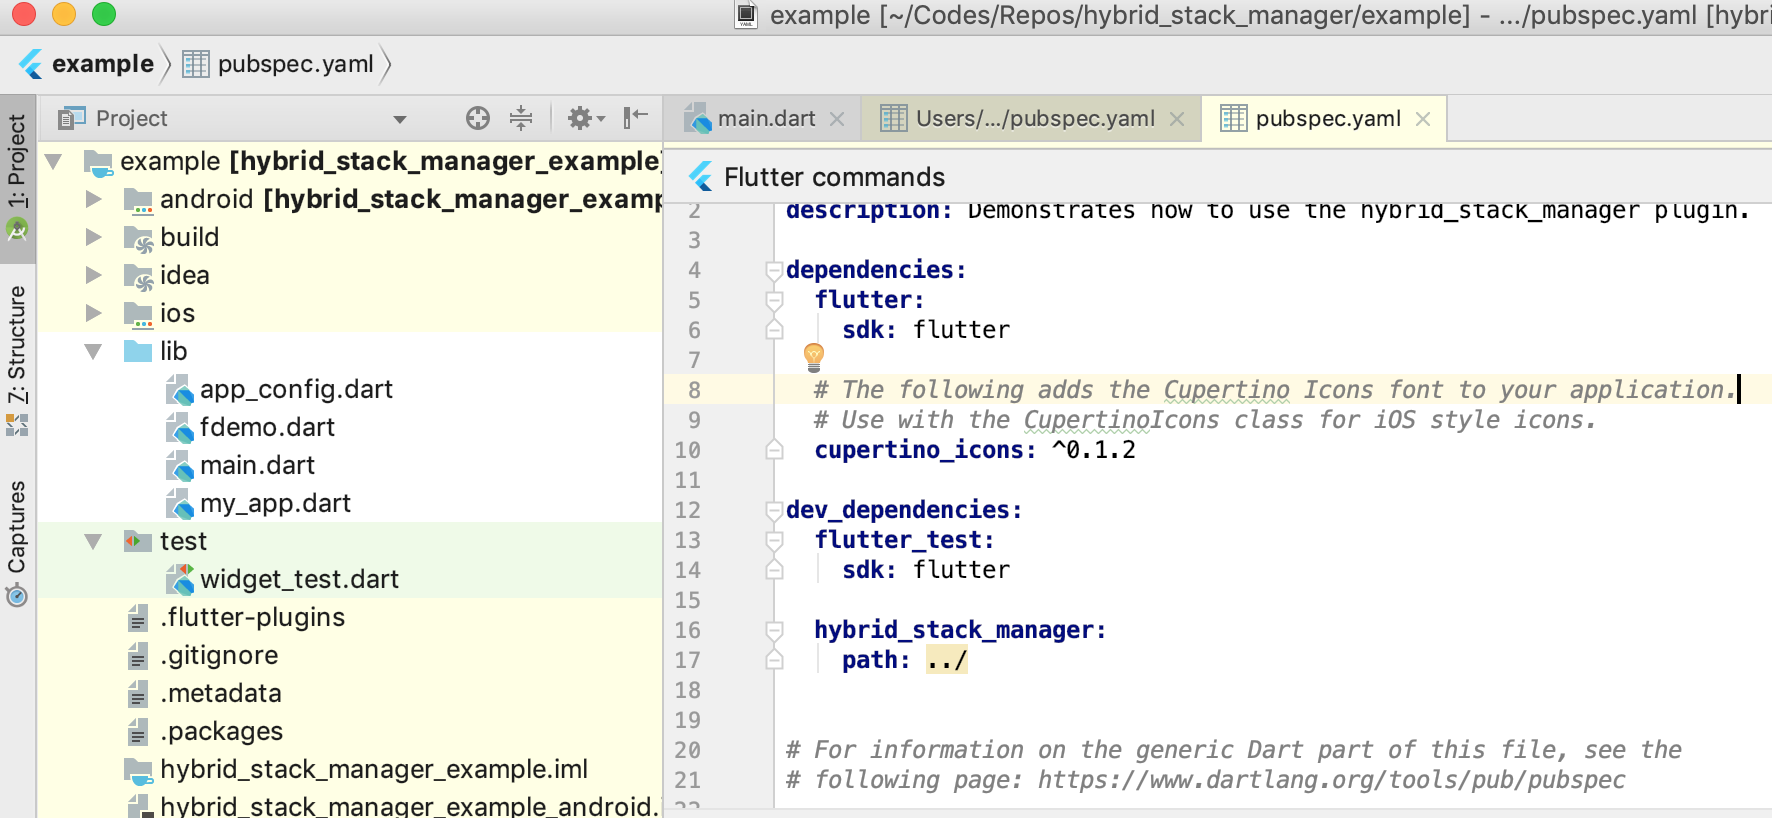 example [~/Codes/Repos/hybrid_stack_manager/example] - .../pubspec.yaml [hybri
example
pubspec.yaml
1: Project
Z: Structure
Captures
Project
example [hybrid_stack_manager_example]
android [hybrid_stack_manager_examp
build
idea
ios
lib
app_config.dart
fdemo.dart
main.dart
my_app.dart
test
widget_test.dart
.flutter-plugins
.gitignore
.metadata
.packages
hybrid_stack_manager_example.iml
hybrid_stack_manager_example_android.i
main.dart
Users/.../pubspec.yaml
pubspec.yaml
Flutter commands
2 description: Demonstrates how to use the hybrid_stack_manager plugin.
3
4 dependencies:
5 flutter:
6 sdk: flutter
7
8 # The following adds the Cupertino Icons font to your application.
9 # Use with the CupertinoIcons class for iOS style icons.
10 cupertino_icons: ^0.1.2
11
12 dev_dependencies:
13 flutter_test:
14 sdk: flutter
15
16 hybrid_stack_manager:
17 path: ../
18
19
20 # For information on the generic Dart part of this file, see the
21 # following page: https://www.dartlang.org/tools/pub/pubspec
22